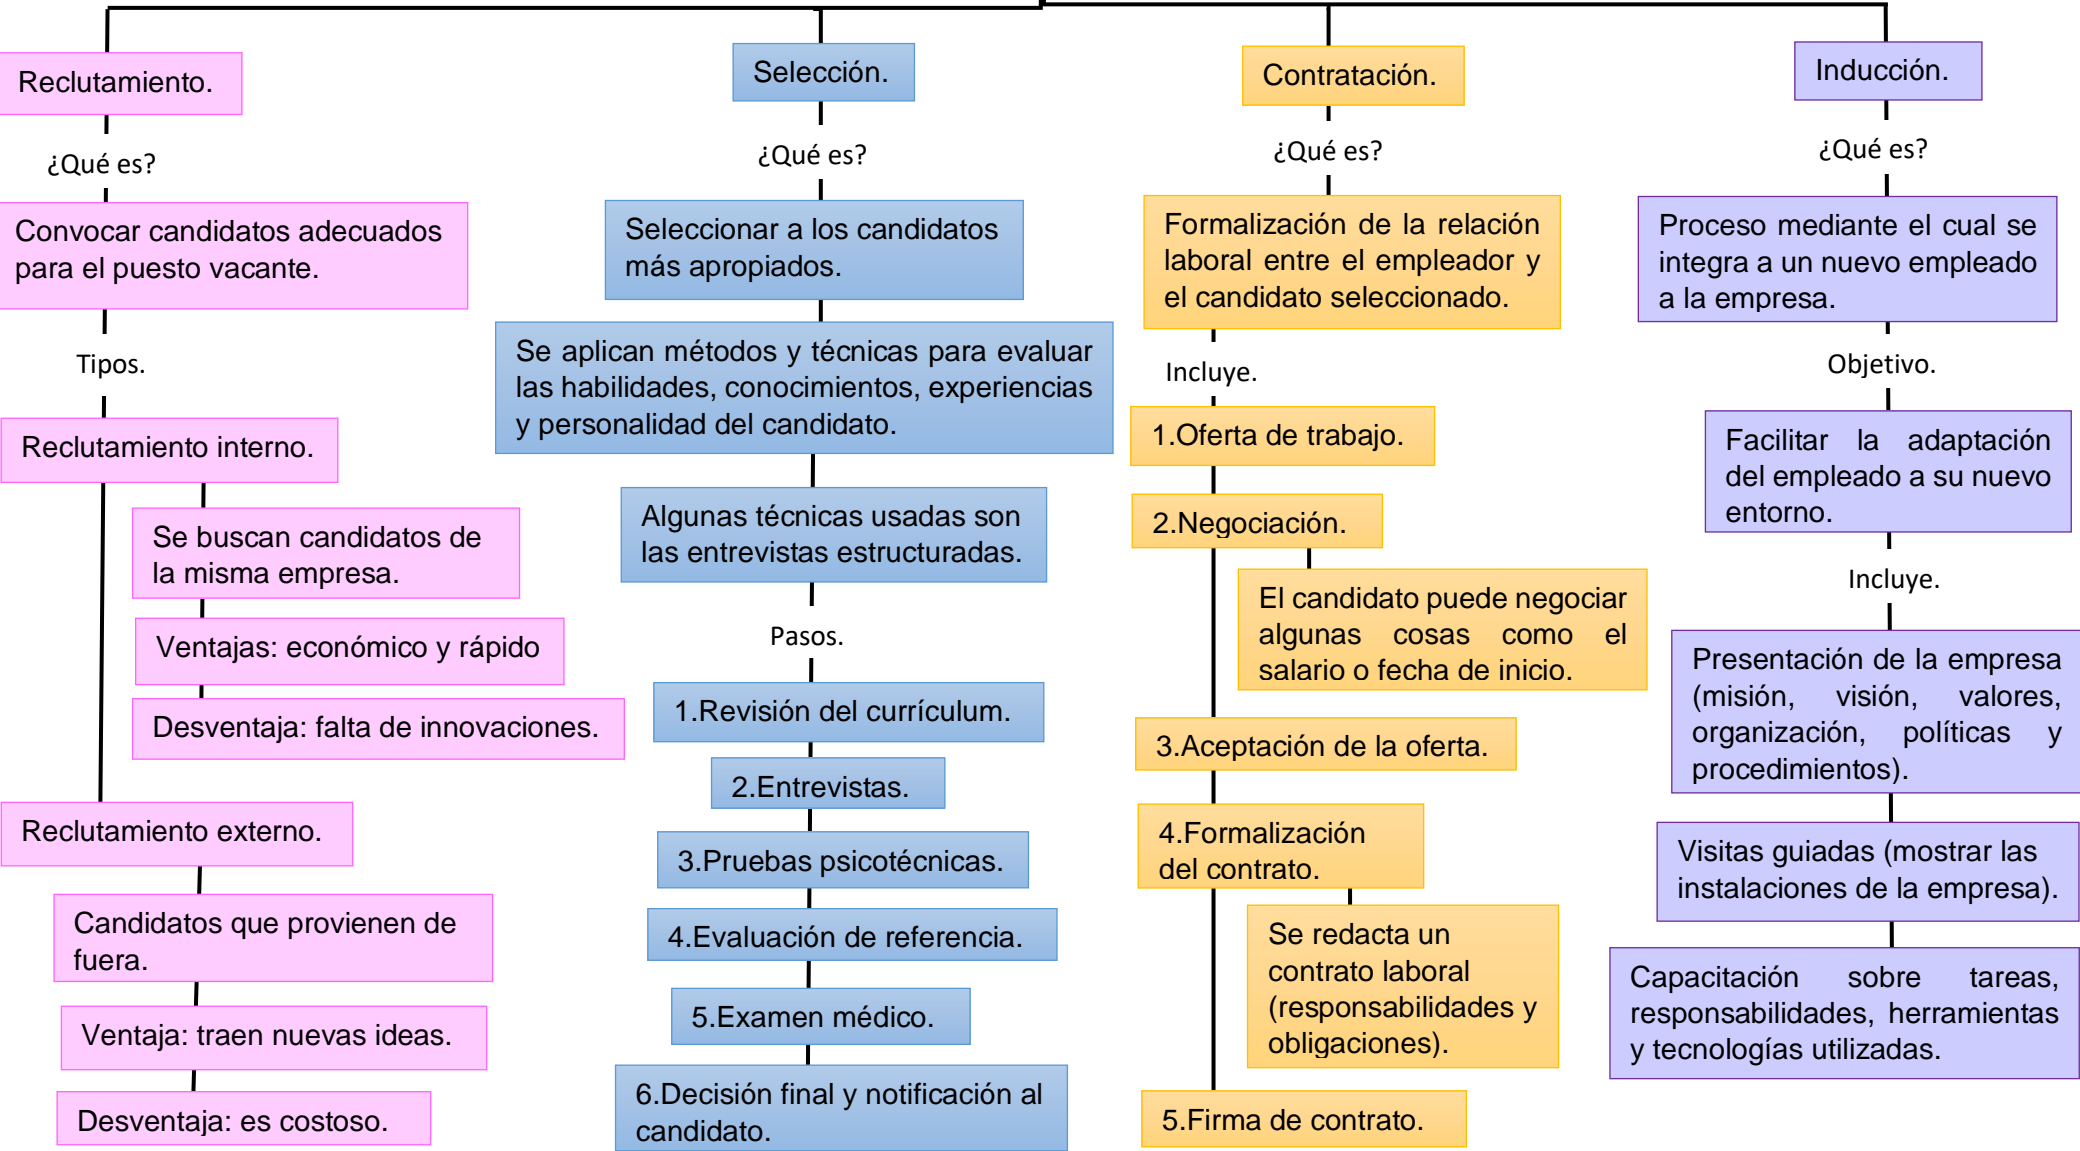 Reclutamiento.
¿Qué es?
Convocar candidatos adecuados
para el puesto vacante.
Tipos.
Reclutamiento interno.
Se buscan candidatos de
la misma empresa.
Ventajas: económico y rápido
Desventaja: falta de innovaciones.
Reclutamiento externo.
Candidatos que provienen de
fuera.
Ventaja: traen nuevas ideas.
Desventaja: es costoso.
Selección.
¿Qué es?
Seleccionar a los candidatos
más apropiados.
Se aplican métodos y técnicas para evaluar
las habilidades, conocimientos, experiencias
y personalidad del candidato.
Algunas técnicas usadas son
las entrevistas estructuradas.
Pasos.
1.Revisión del currículum.
2.Entrevistas.
3.Pruebas psicotécnicas.
4.Evaluación de referencia.
5.Examen médico.
6.Decisión final y notificación al
candidato.
Contratación.
¿Qué es?
Formalización de la relación
laboral entre el empleador y
el candidato seleccionado.
Incluye.
1.Oferta de trabajo.
2.Negociación.
El candidato puede negociar
algunas cosas como el
salario o fecha de inicio.
3.Aceptación de la oferta.
4.Formalización
del contrato.
Se redacta un
contrato laboral
(responsabilidades y
obligaciones).
5.Firma de contrato.
Inducción.
¿Qué es?
Proceso mediante el cual se
integra a un nuevo empleado
a la empresa.
Objetivo.
Facilitar la adaptación
del empleado a su nuevo
entorno.
Incluye.
Presentación de la empresa
(misión, visión, valores,
organización, políticas y
procedimientos).
Visitas guiadas (mostrar las
instalaciones de la empresa).
Capacitación sobre tareas,
responsabilidades, herramientas
y tecnologías utilizadas.